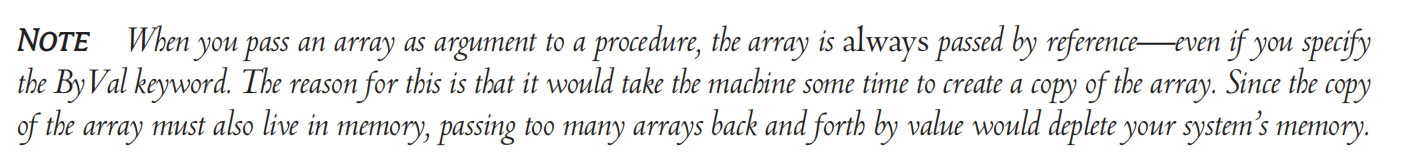 NOTE When you pass an array as argument to a procedure, the array is always passed by reference—even if you specify
the ByVal keyword. The reason for this is that it would take the machine some time to create a copy of the array. Since the copy
of the array must also live in memory, passing too many arrays back and forth by value would deplete your system's memory.